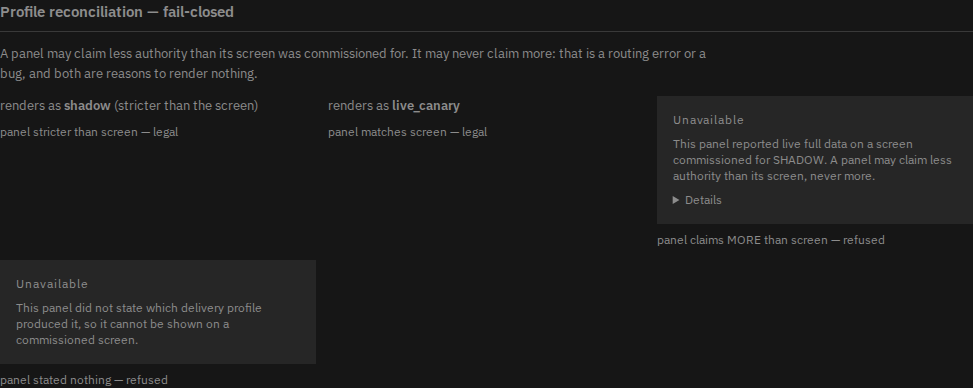 Profile reconciliation — fail-closed
A panel may claim less authority than its screen was commissioned for. It may never claim more: that is a routing error or a
bug, and both are reasons to render nothing.
renders as shadow (stricter than the screen)
panel stricter than screen — legal
renders as live_canary
panel matches screen — legal
Unavailable
This panel reported live full data on a screen
commissioned for SHADOW. A panel may claim less
authority than its screen, never more.
▶ Details
panel claims MORE than screen — refused
Unavailable
This panel did not state which delivery profile
produced it, so it cannot be shown on a
commissioned screen.
panel stated nothing — refused